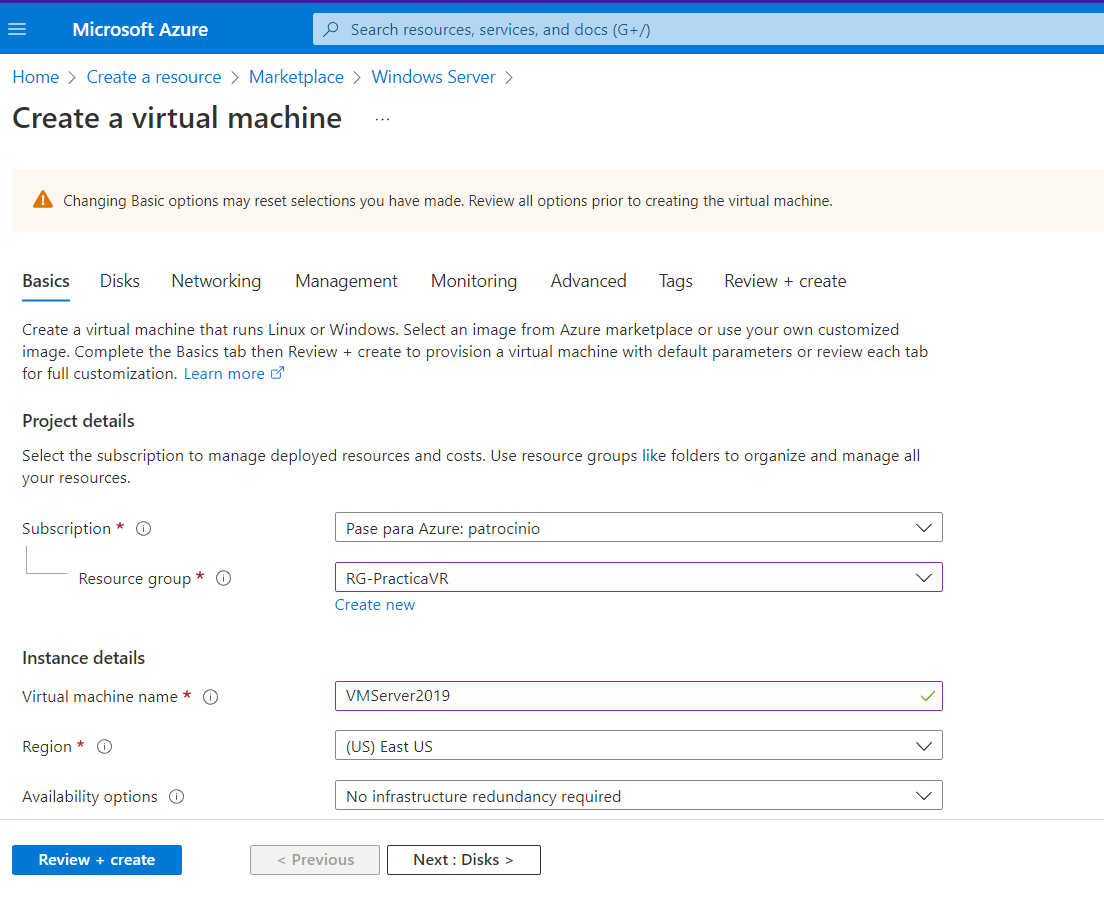 Microsoft Azure
Search resources, services, and docs (G+/)
Home > Create a resource > Marketplace > Windows Server >
Create a virtual machine ...
Changing Basic options may reset selections you have made. Review all options prior to creating the virtual machine.
Basics Disks Networking Management Monitoring Advanced Tags Review + create
Create a virtual machine that runs Linux or Windows. Select an image from Azure marketplace or use your own customized
image. Complete the Basics tab then Review + create to provision a virtual machine with default parameters or review each tab
for full customization. Learn more
Project details
Select the subscription to manage deployed resources and costs. Use resource groups like folders to organize and manage all
your resources.
Subscription *
Pase para Azure: patrocinio
Resource group *
RG-PracticaVR
Create new
Instance details
Virtual machine name *
VMServer2019
Region *
(US) East US
Availability options
No infrastructure redundancy required
Review + create
< Previous
Next : Disks >